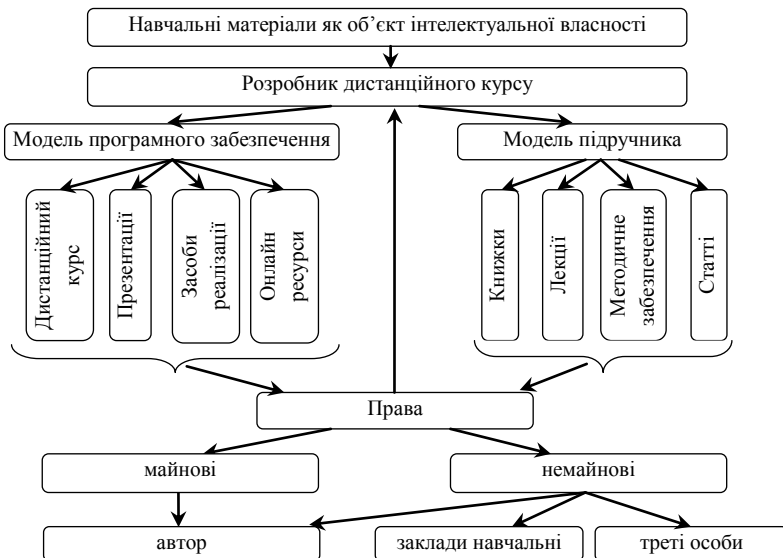 Навчальні матеріали як об’єкт інтелектуальної власності
Розробник дистанційного курсу
Модель програмного забезпечення
Модель підручника
Дистанційний
курс
Презентації
Засоби
реалізації
Онлайн
ресурси
Книжки
Лекції
Методичне
забезпечення
Статті
Права
майнові
немайнові
автор
заклади навчальні
треті особи